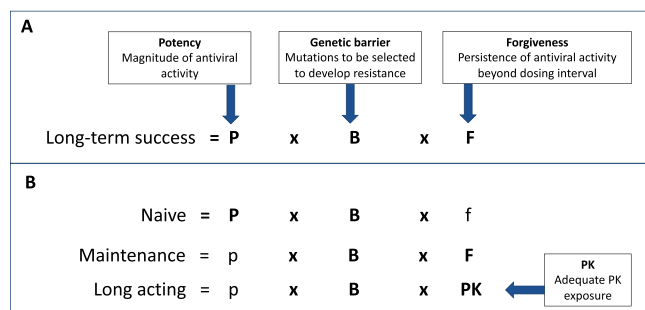 A
Potency
Magnitude of antiviral
activity
Genetic barrier
Mutations to be selected
to develop resistance
Forgiveness
Persistence of antiviral activity
beyond dosing interval
Long-term success = P x B x F
B
Naive = P x B x f
Maintenance = p x B x F
Long acting = p x B x PK
PK
Adequate PK
exposure